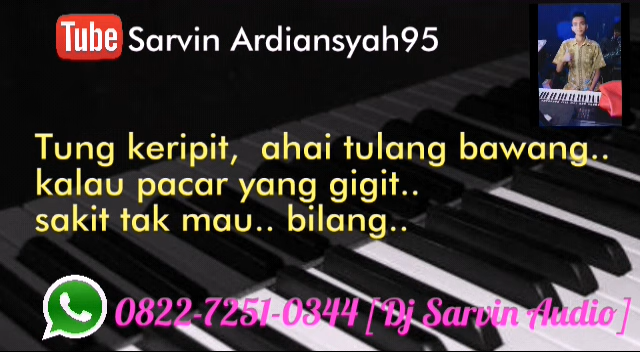 Tube Sarvin Ardiansyah95
Tung keripit,  ahai tulang bawang..
kalau pacar yang gigit..
sakit tak mau.. bilang..
0822-7251-0344 [Dj Sarvin Audio]